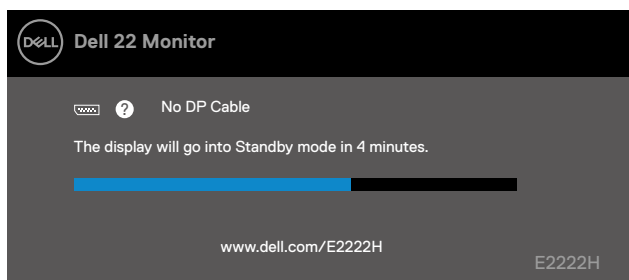 DELL Dell 22 Monitor
? No DP Cable
The display will go into Standby mode in 4 minutes.
www.dell.com/E2222H
E2222H